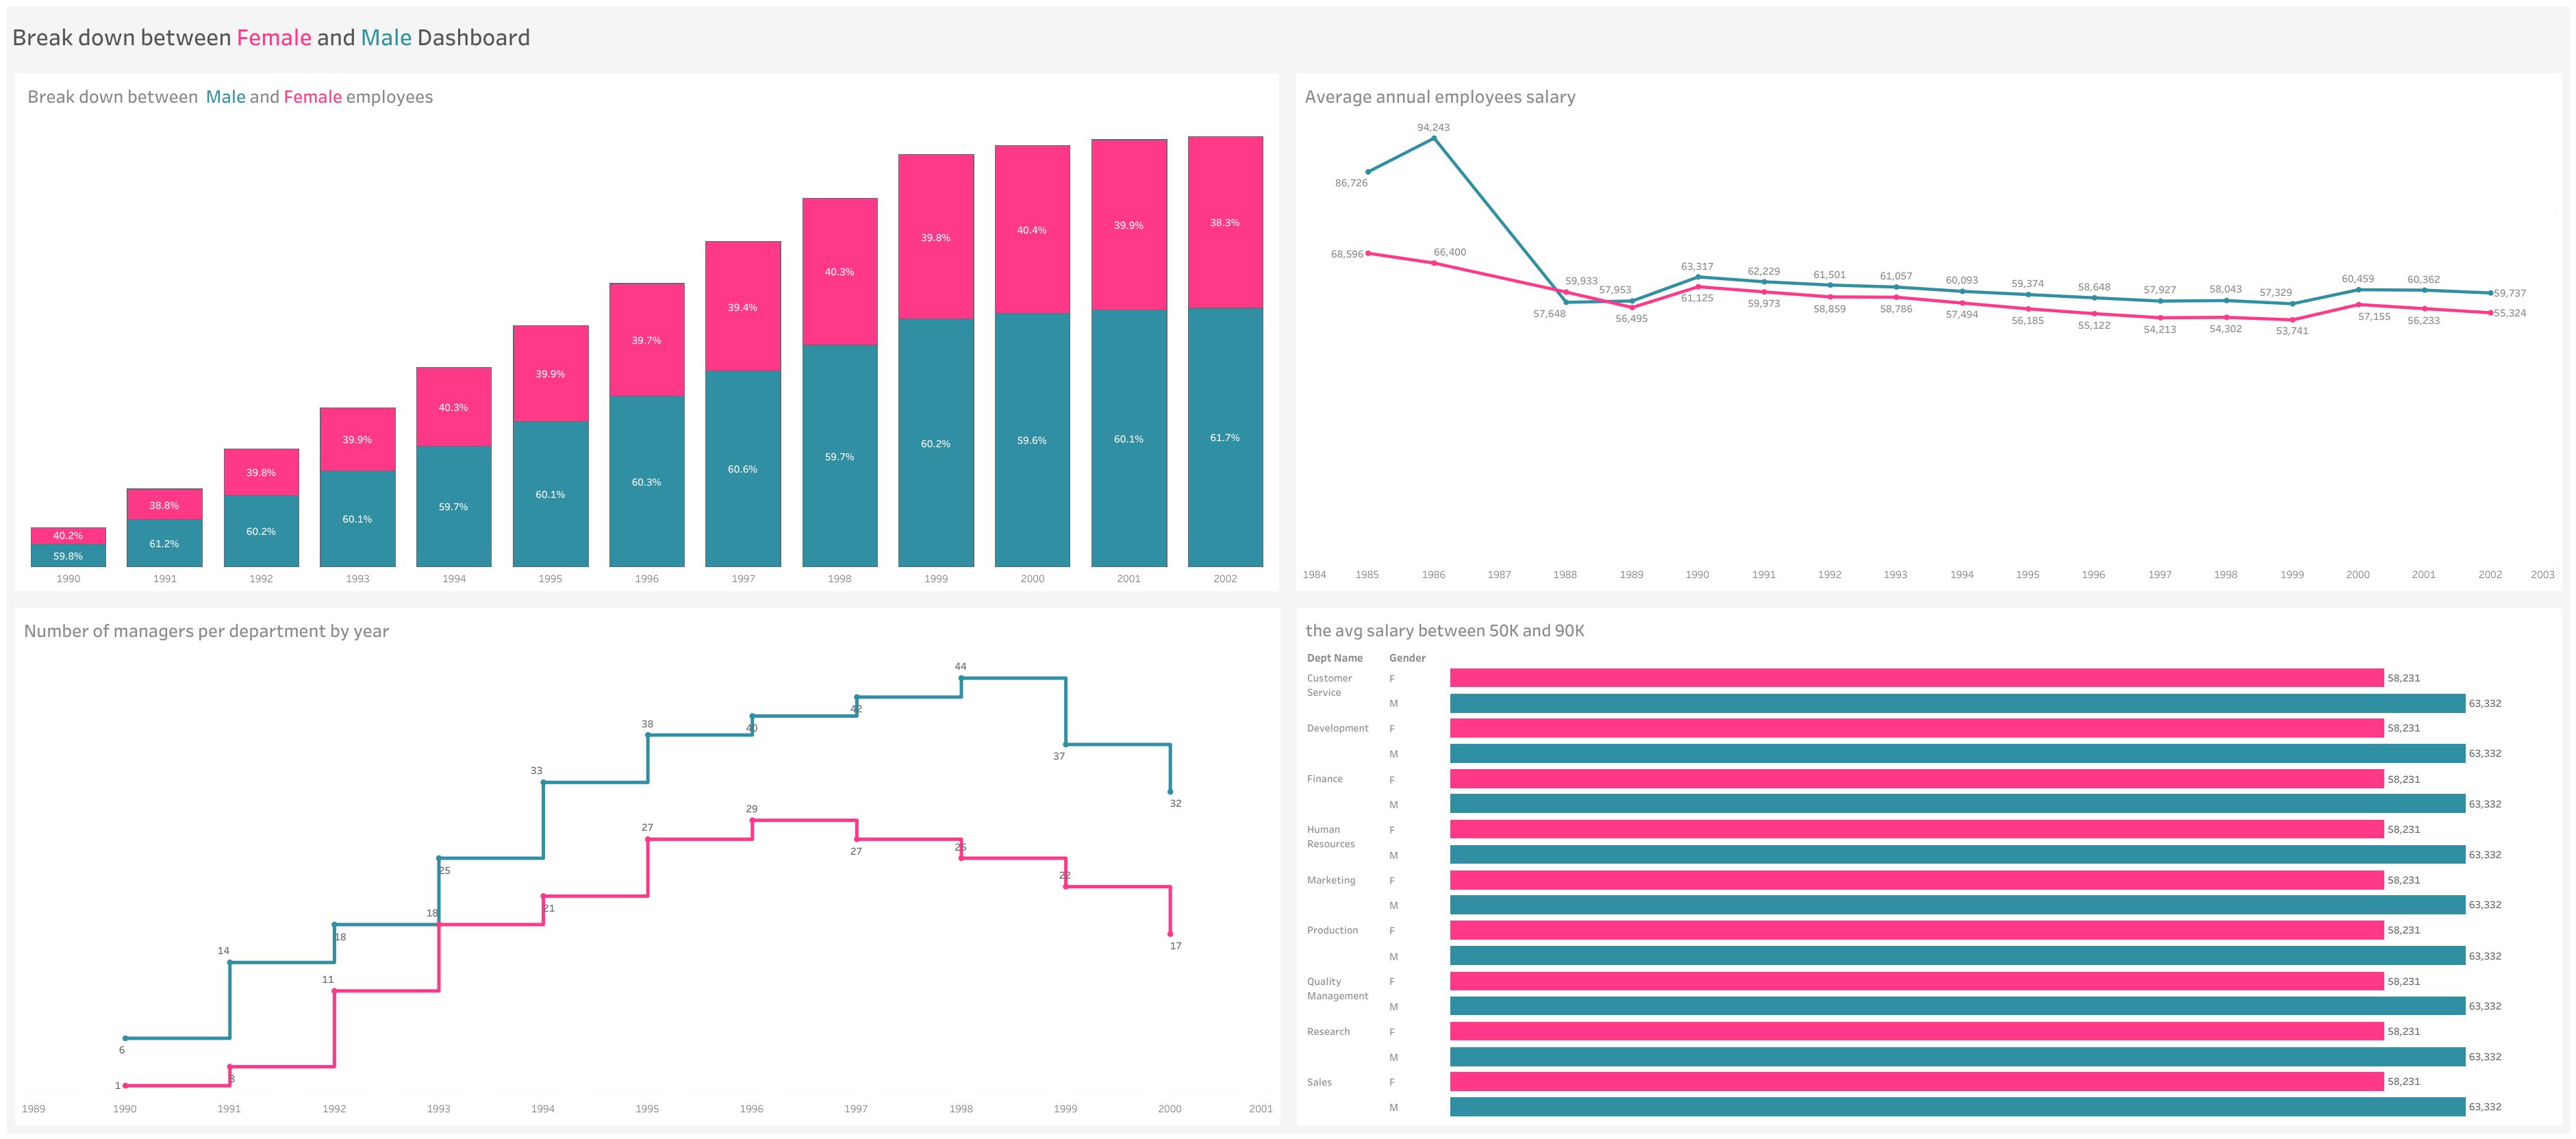 Break down between Female and Male Dashboard
Break down between Male and Female employees
39.8%
40.4%
39.9%
38.3%
40.3%
39.4%
39.7%
39.9%
40.3%
39.9%
39.8%
38.8%
40.2%
59.8%
61.2%
60.2%
60.1%
59.7%
60.1%
60.3%
60.6%
59.7%
60.2%
59.6%
60.1%
61.7%
1990 1991 1992 1993 1994 1995 1996 1997 1998 1999 2000 2001 2002
Average annual employees salary
94,243
86,726
68,596
66,400
59,933
57,648
57,953
56,495
63,317
61,125
62,229
59,973
61,501
58,859
61,057
58,786
60,093
57,494
59,374
56,185
58,648
55,122
57,927
54,213
58,043
54,302
57,329
53,741
60,459
57,155
60,362
56,233
59,737
55,324
1984 1985 1986 1987 1988 1989 1990 1991 1992 1993 1994 1995 1996 1997 1998 1999 2000 2001 2002 2003
Number of managers per department by year
44
42
40
38
37
33
32
29
27
27
25
25
22
21
18
18
17
14
11
6
3
1
1989 1990 1991 1992 1993 1994 1995 1996 1997 1998 1999 2000 2001
the avg salary between 50K and 90K
Dept Name Gender
Customer
Service
F 58,231
M 63,332
Development F 58,231
M 63,332
Finance F 58,231
M 63,332
Human
Resources
F 58,231
M 63,332
Marketing F 58,231
M 63,332
Production F 58,231
M 63,332
Quality
Management
F 58,231
M 63,332
Research F 58,231
M 63,332
Sales F 58,231
M 63,332